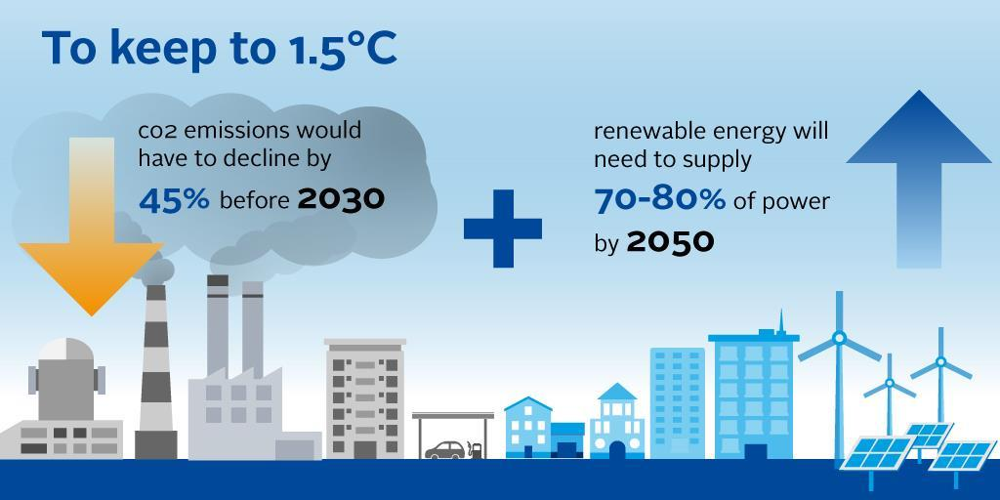 To keep to 1.5°C
co2 emissions would
have to decline by
45% before 2030
renewable energy will
need to supply
70-80% of power
by 2050